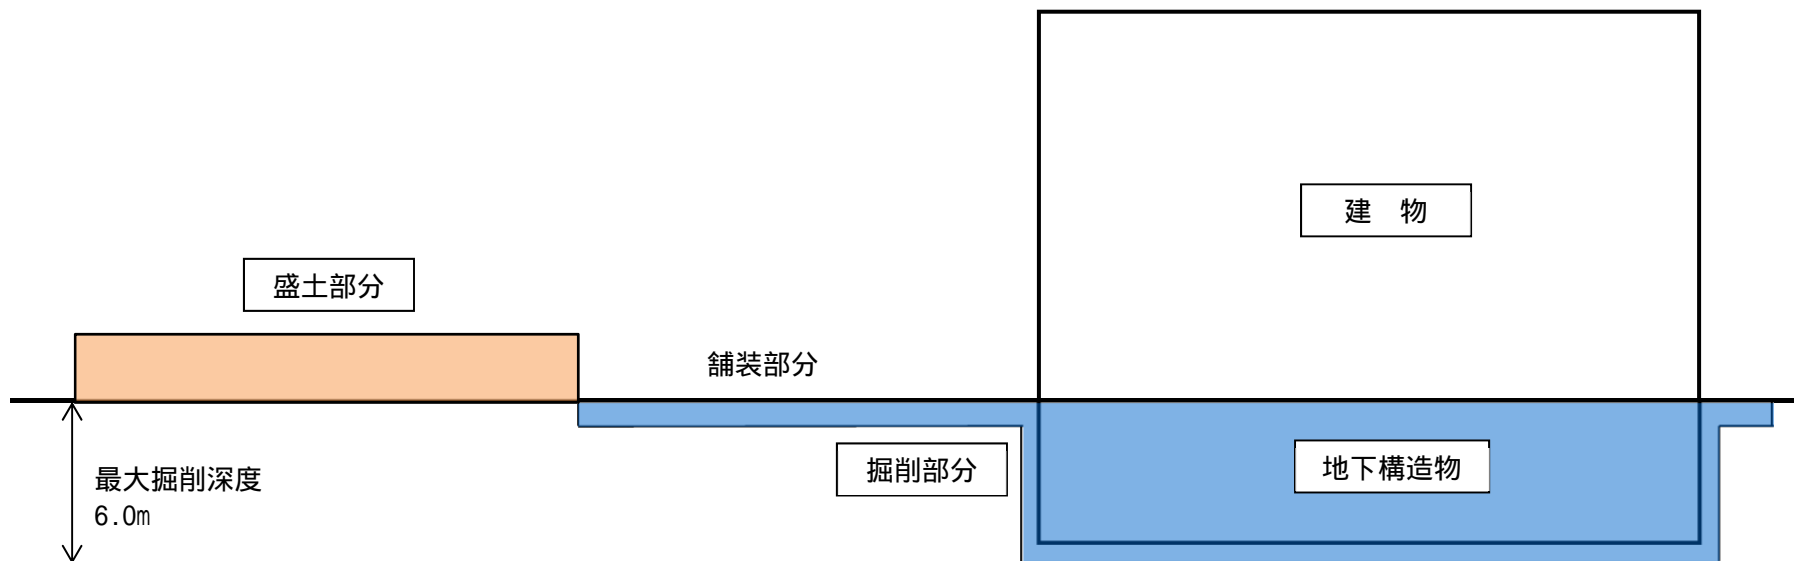 建　物
盛土部分
舗装部分
掘削部分
地下構造物
最大掘削深度
6.0m